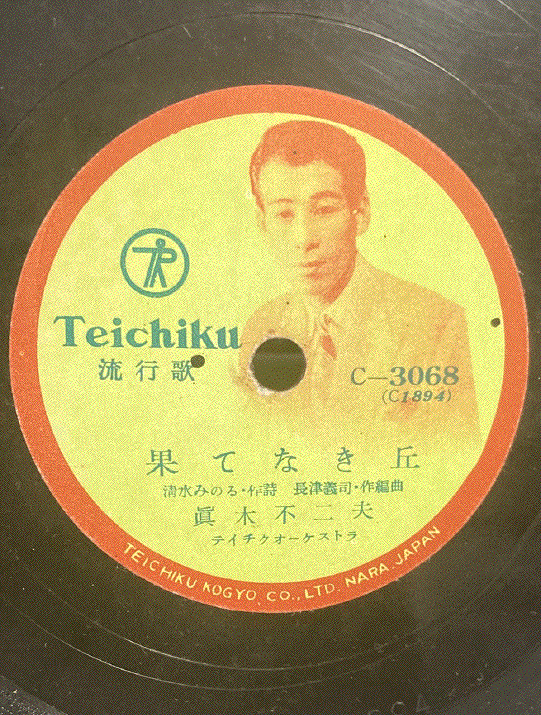 Teichiku
流行歌
C—3068
(C1894)
果てなき丘
清水みのる・作詩 長津義司・作編曲
眞木不二夫
テイチクオーケストラ
TEICHIKU KOGYO CO., LTD. NARA JAPAN